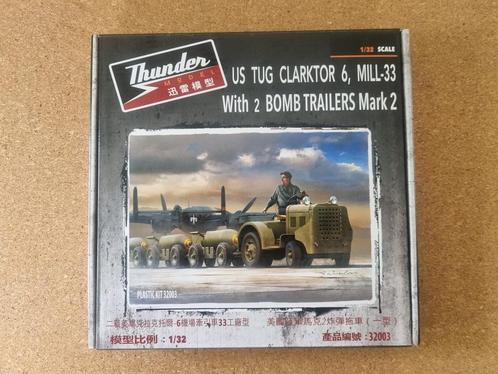 Thunder
MODEL
迅雷模型
1/32 SCALE
US TUG CLARKTOR 6, MILL-33
With 2 BOMB TRAILERS Mark 2
PLASTIC KIT 32003
模型比例：1/32
產品編號：32003